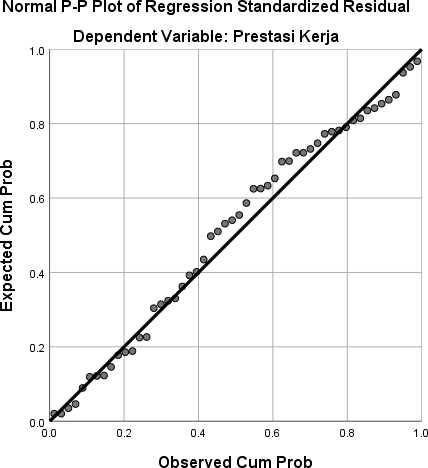 Normal P-P Plot of Regression Standardized Residual
Dependent Variable: Prestasi Kerja
Expected Cum Prob
1.0
0.8
0.6
0.4
0.2
0.0
0.0 0.2 0.4 0.6 0.8 1.0
Observed Cum Prob